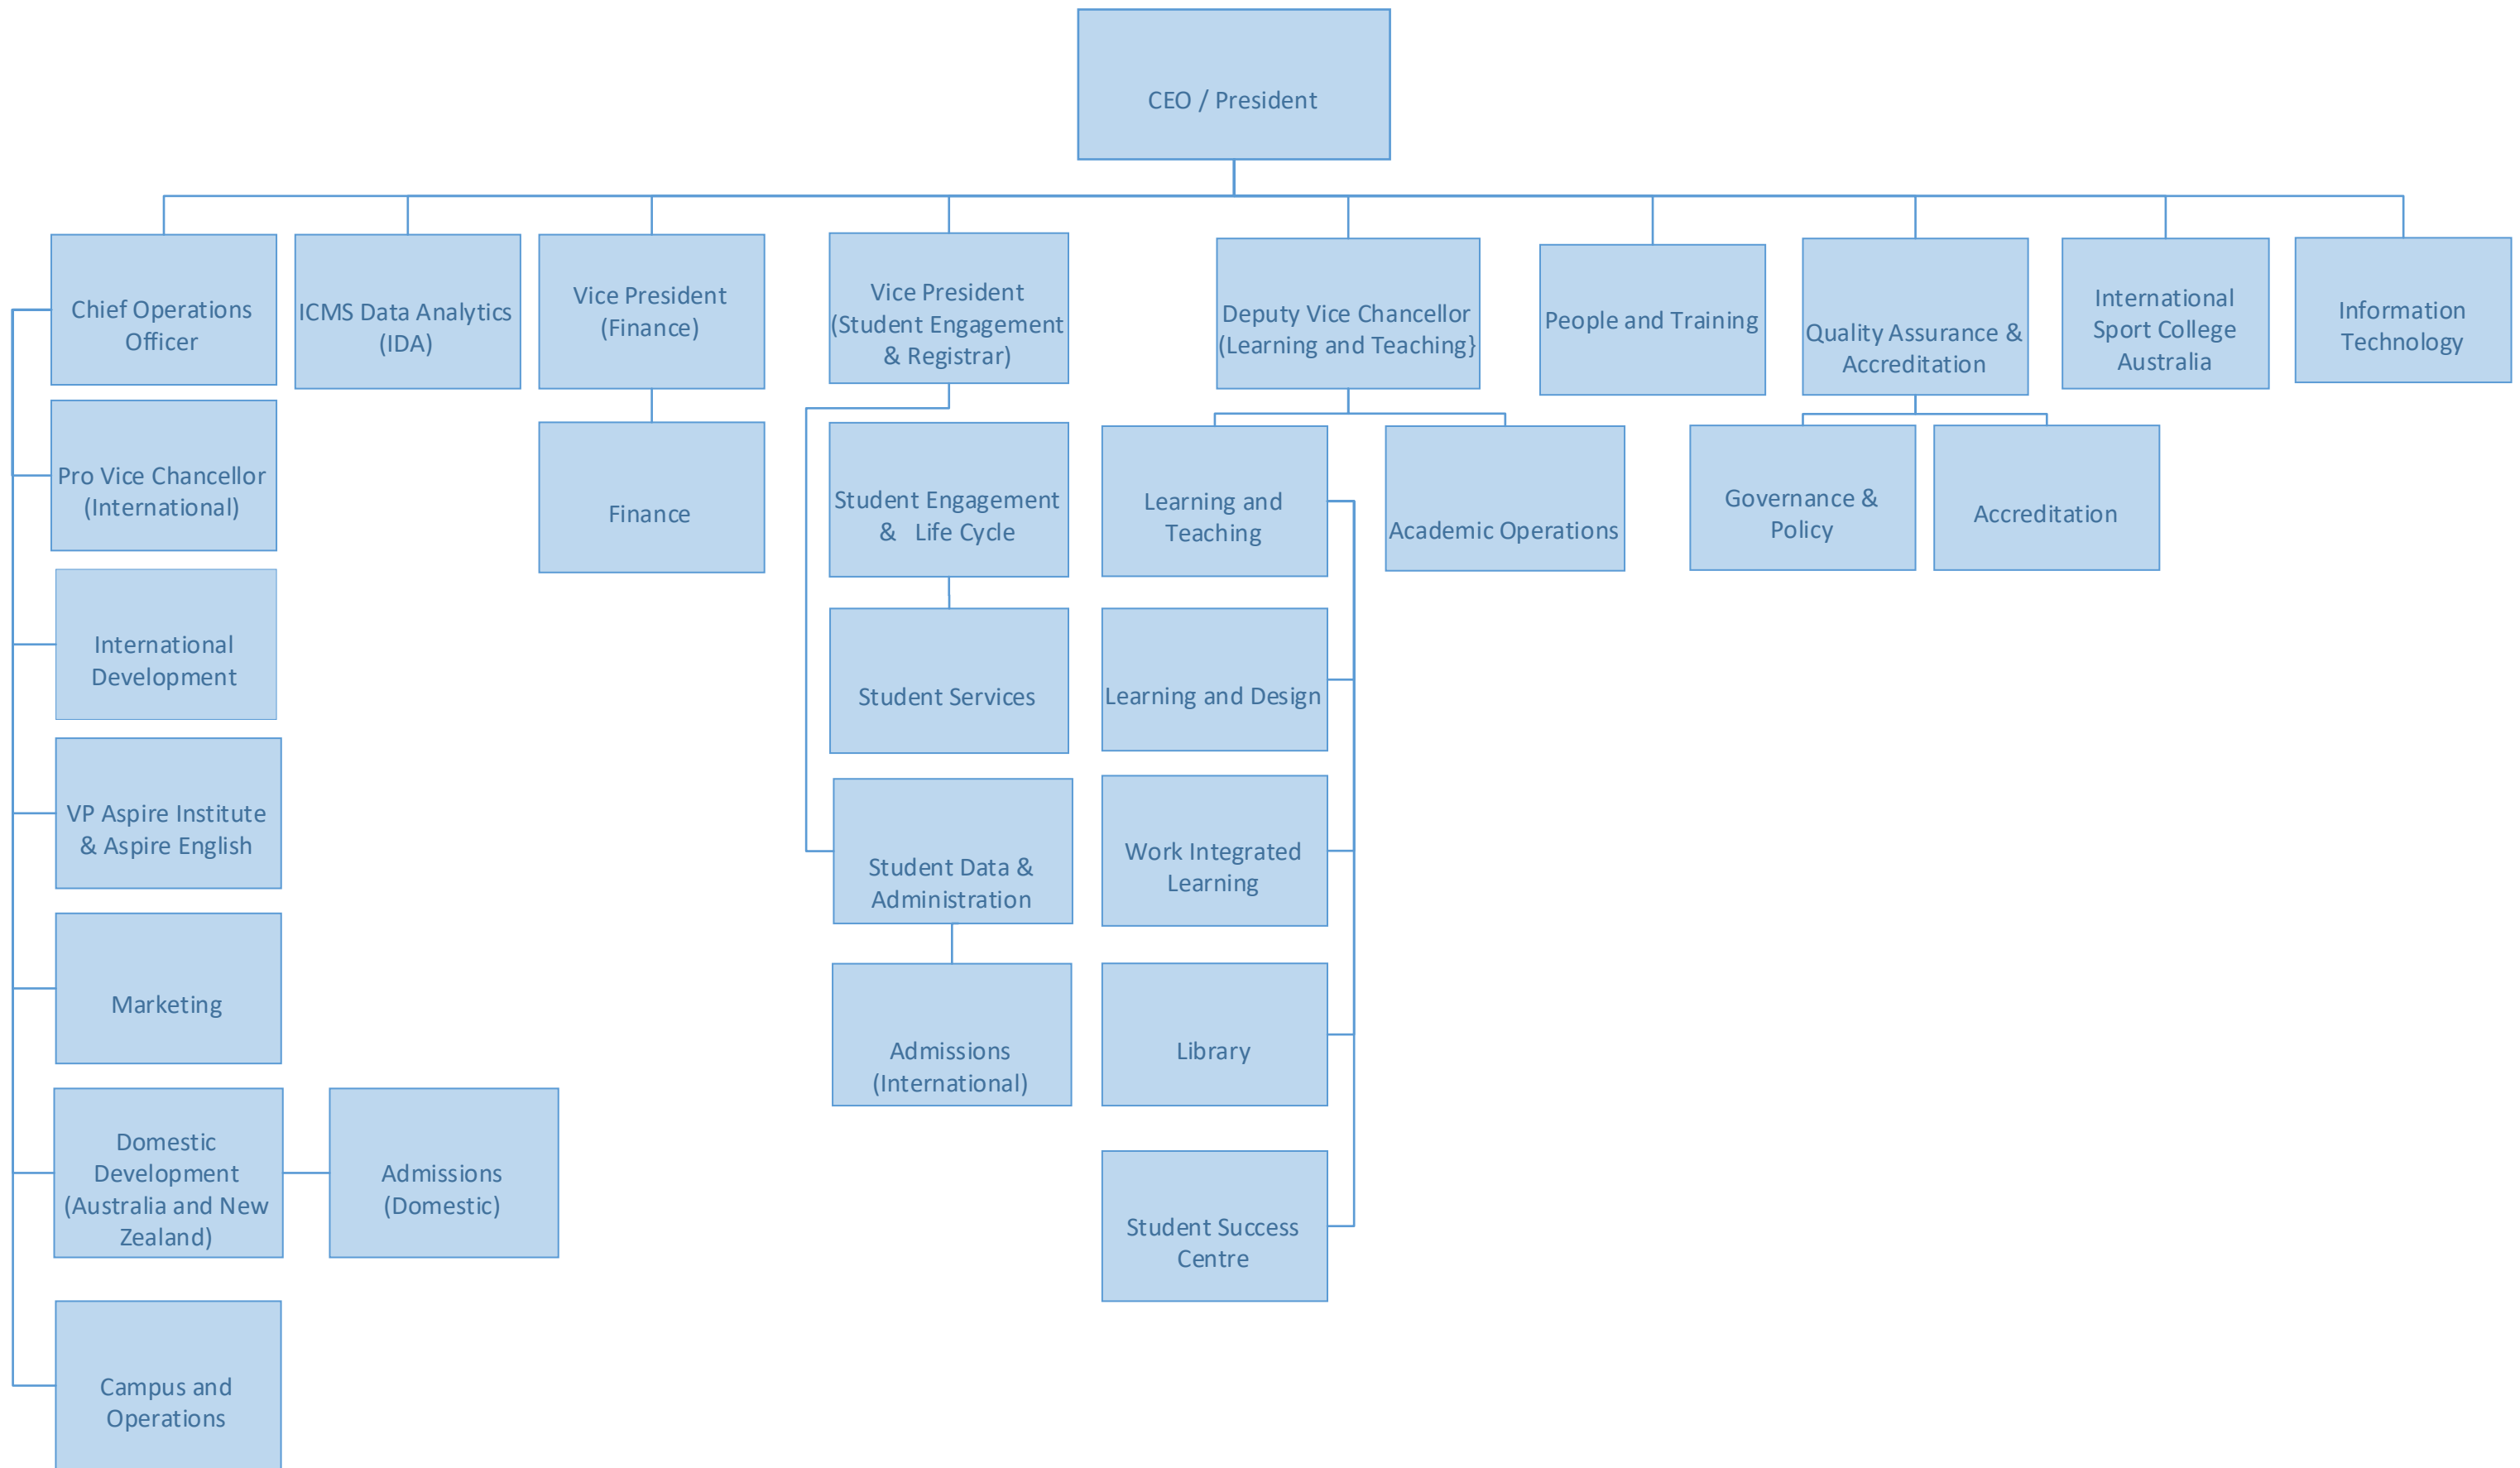 CEO / President
Chief Operations
Officer
ICMS Data Analytics
(IDA)
Vice President
(Finance)
Vice President
(Student Engagement
& Registrar)
Deputy Vice Chancellor
(Learning and Teaching}
People and Training
Quality Assurance &
Accreditation
International
Sport College
Australia
Information
Technology
Pro Vice Chancellor
(International)
Finance
Student Engagement
&   Life Cycle
Learning and
Teaching
Academic Operations
Governance &
Policy
Accreditation
International
Development
Student Services
Learning and Design
VP Aspire Institute
& Aspire English
Student Data &
Administration
Work Integrated
Learning
Marketing
Admissions
(International)
Library
Domestic
Development
(Australia and New
Zealand)
Admissions
(Domestic)
Student Success
Centre
Campus and
Operations